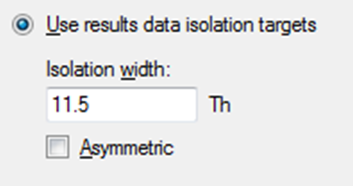 Use results data isolation targets
Isolation width:
11.5 Th
Asymmetric